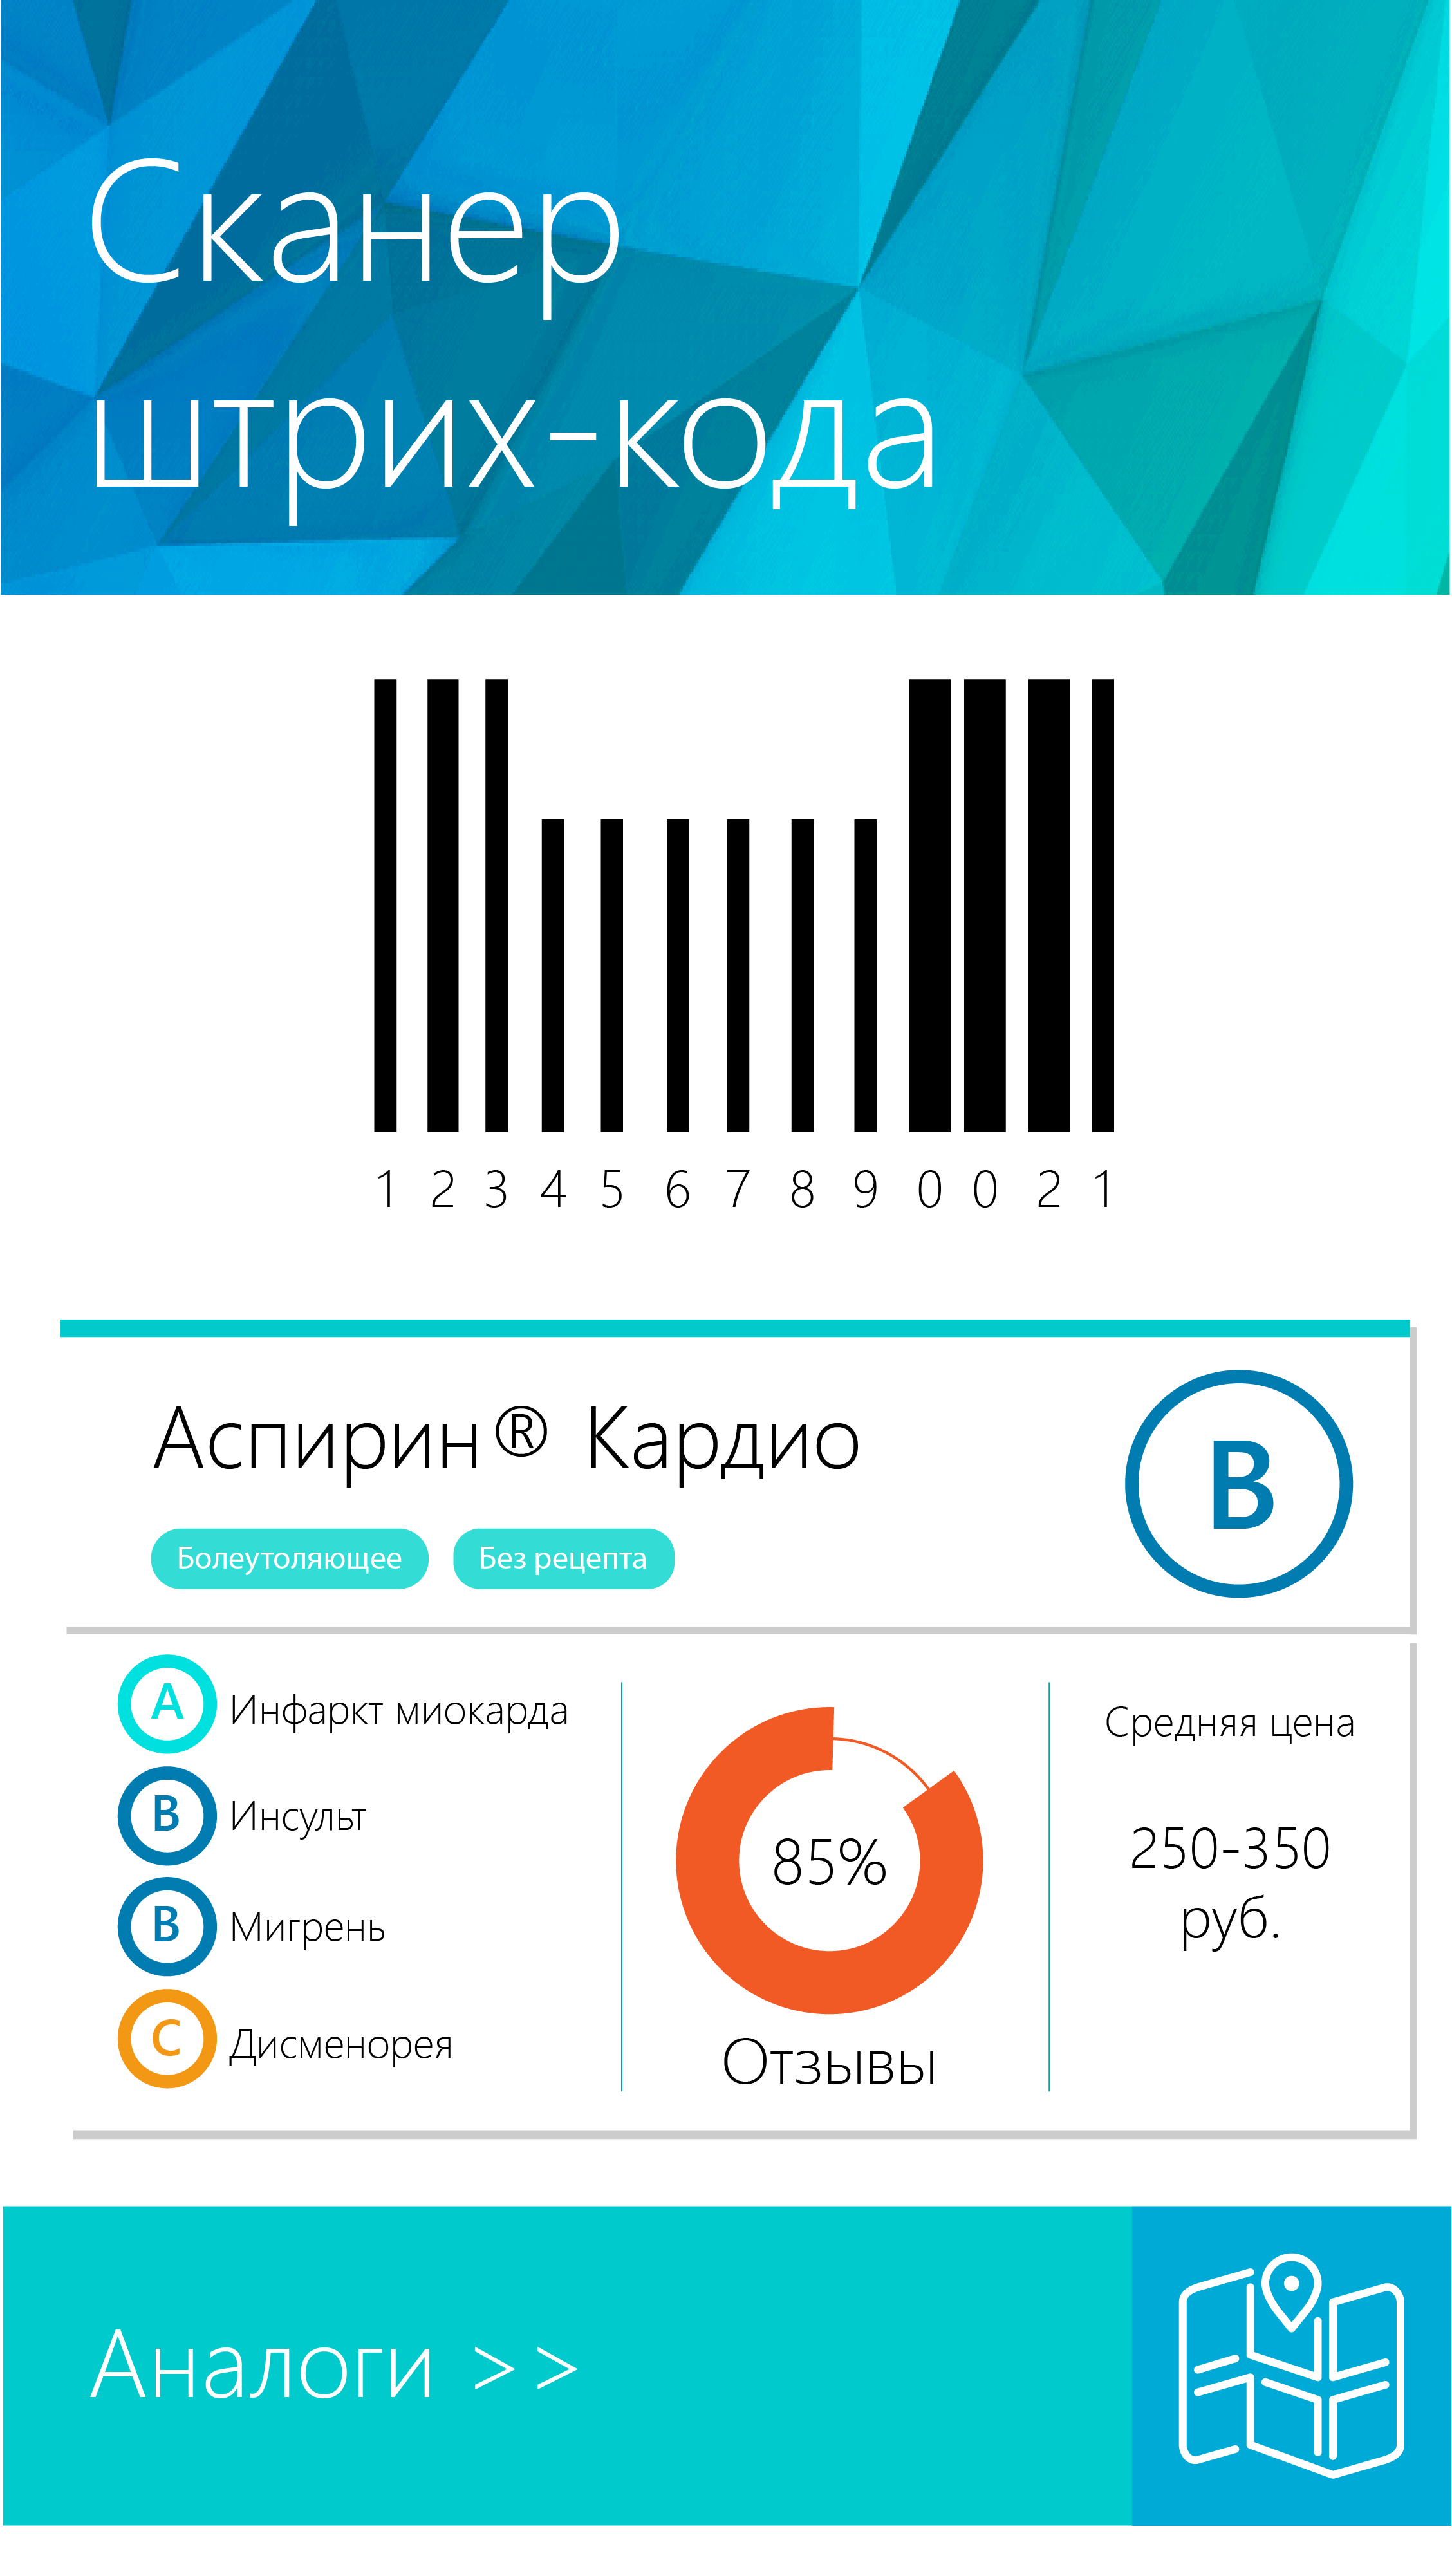 Сканер
штрих-кода
1 2 3 4 5 6 7 8 9 0 0 2 1
Аспирин® Кардио
B
Болеутоляющее Без рецепта
A Инфаркт миокарда
B Инсульт
B Мигрень
C Дисменорея
85%
Отзывы
Средняя цена
250-350
руб.
Аналоги >>